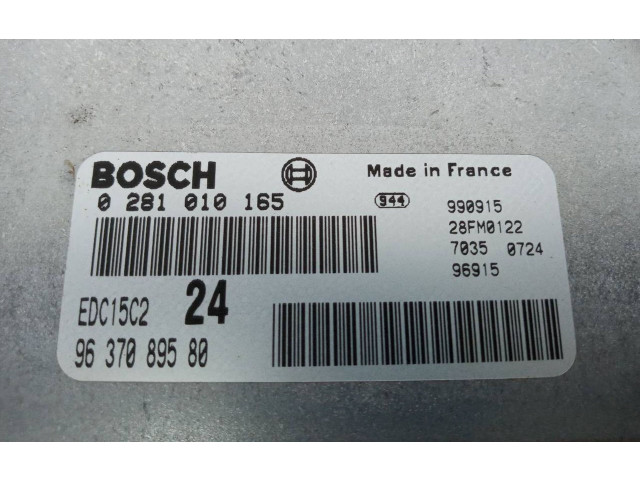 BOSCH Made in France
0 281 010 165 944 990915
28FM0122
7035 0724
96915
EDC15C2 24
96 370 895 80